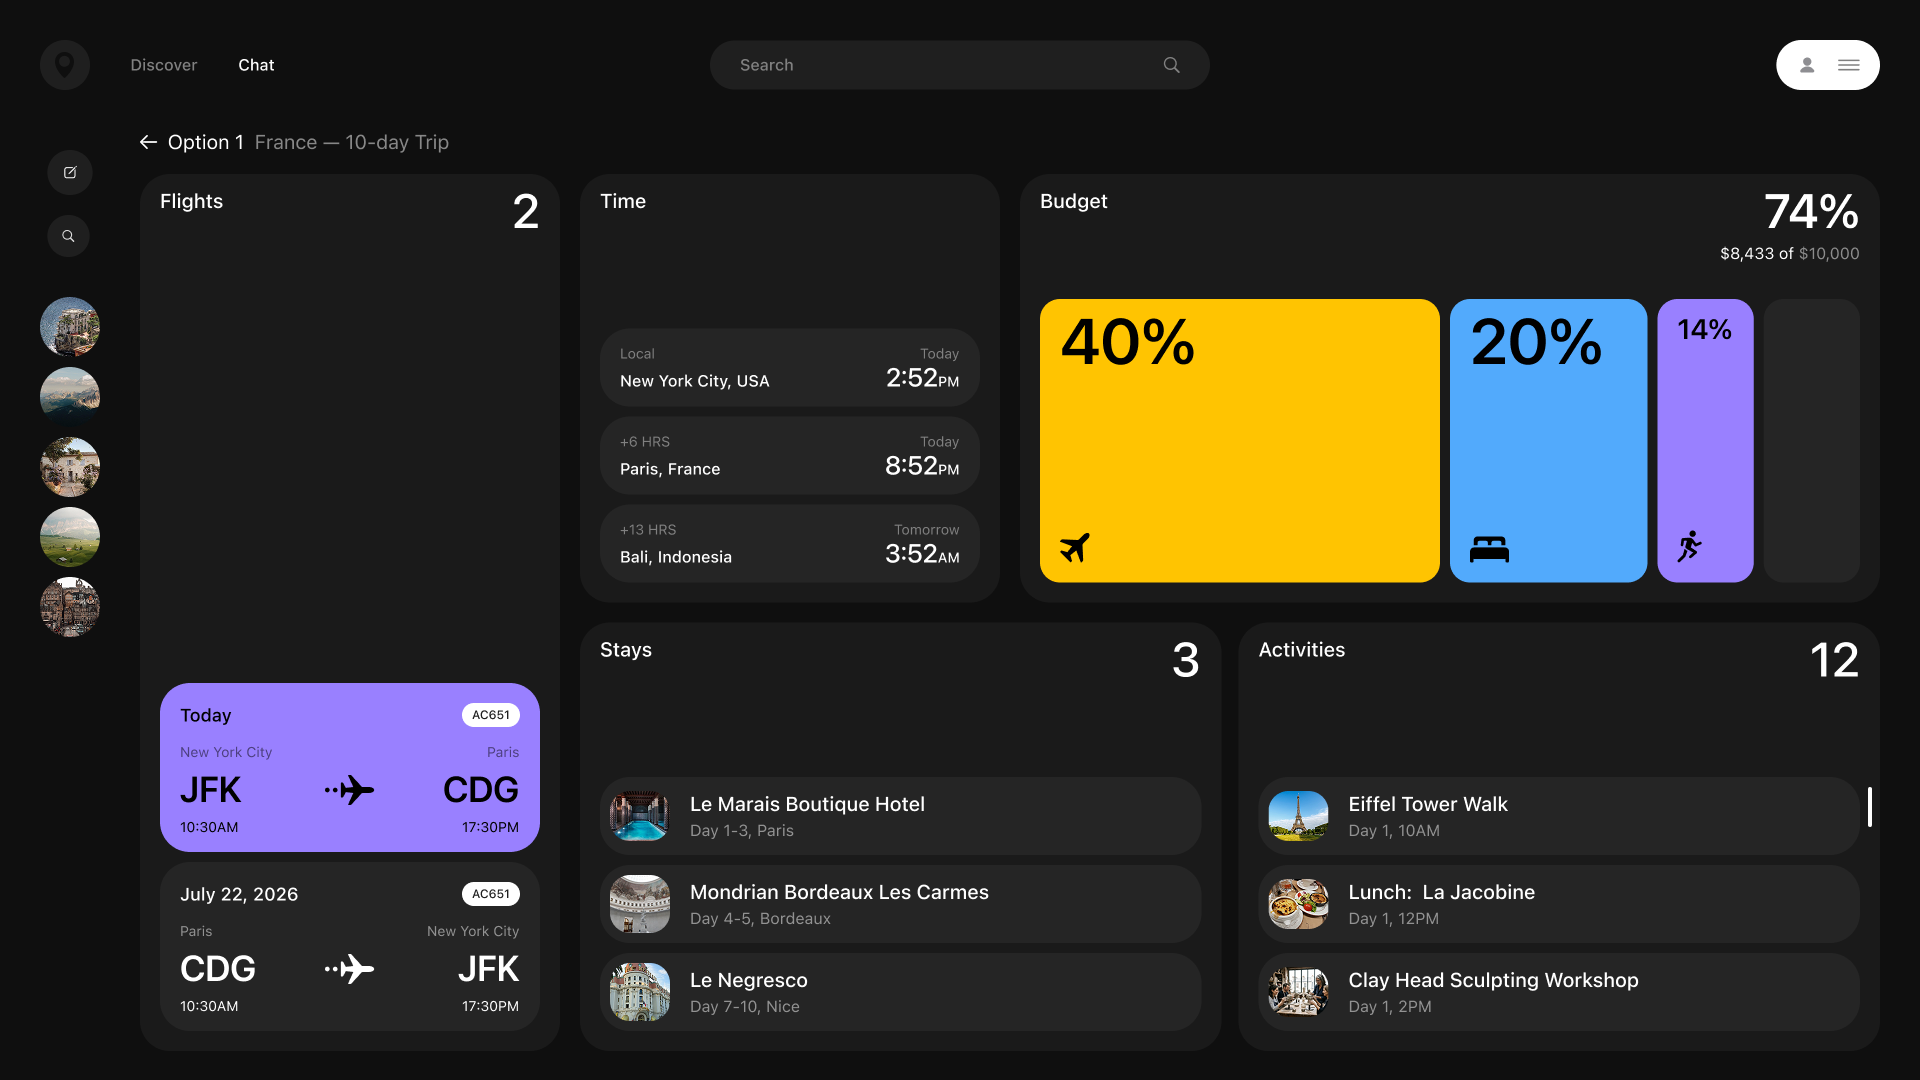 Discover
Chat
Search
Option 1 France — 10-day Trip
Flights
2
Today
AC651
New York City
Paris
JFK
CDG
10:30AM
17:30PM
July 22, 2026
AC651
Paris
New York City
CDG
JFK
10:30AM
17:30PM
Time
Local
Today
New York City, USA
2:52PM
+6 HRS
Today
Paris, France
8:52PM
+13 HRS
Tomorrow
Bali, Indonesia
3:52AM
Budget
74%
$8,433 of $10,000
40%
20%
14%
Stays
3
Le Marais Boutique Hotel
Day 1-3, Paris
Mondrian Bordeaux Les Carmes
Day 4-5, Bordeaux
Le Negresco
Day 7-10, Nice
Activities
12
Eiffel Tower Walk
Day 1, 10AM
Lunch:  La Jacobine
Day 1, 12PM
Clay Head Sculpting Workshop
Day 1, 2PM